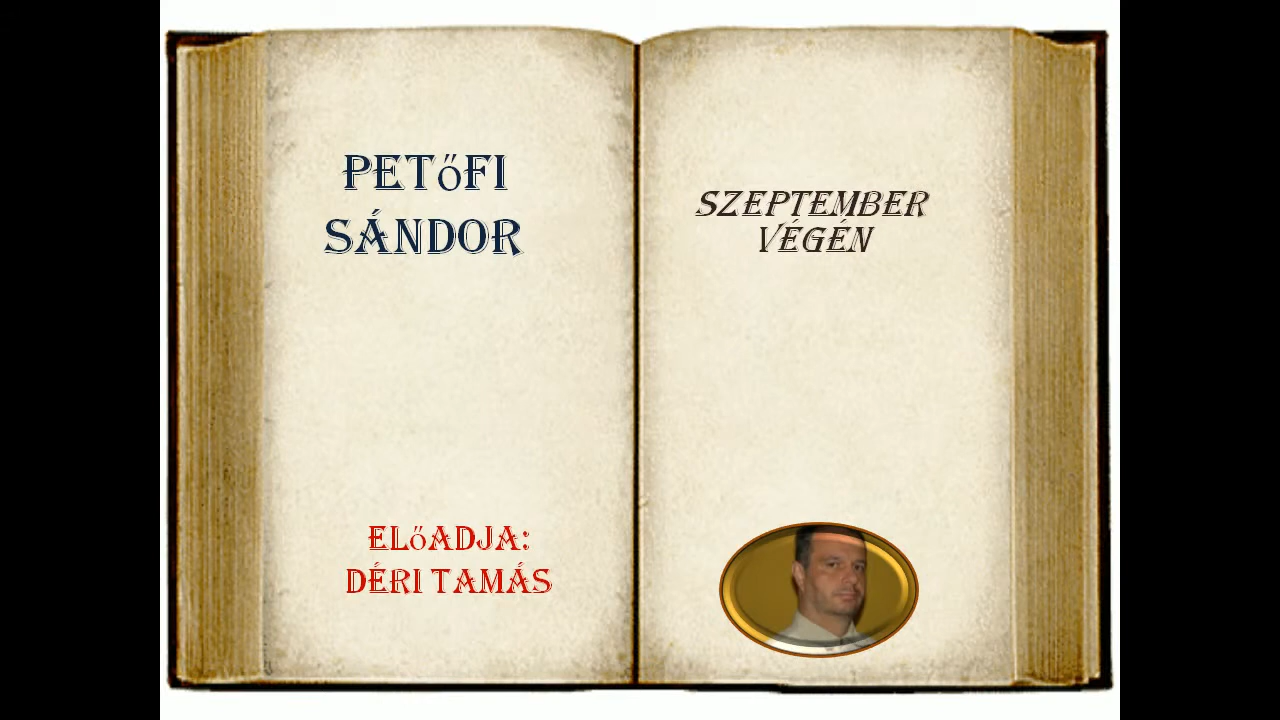 PETŐFI
SÁNDOR
SZEPTEMBER
VÉGÉN
ELŐADJA:
DÉRI TAMÁS